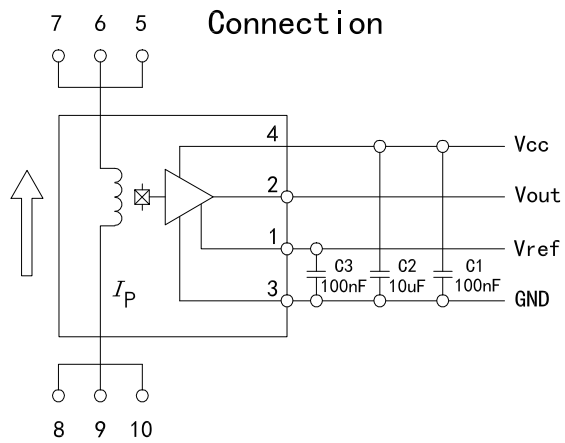 Connection
7 6 5
4 Vcc
2 Vout
1 Vref
C3 C2 C1
100nF 10uF 100nF
3 GND
IP
8 9 10